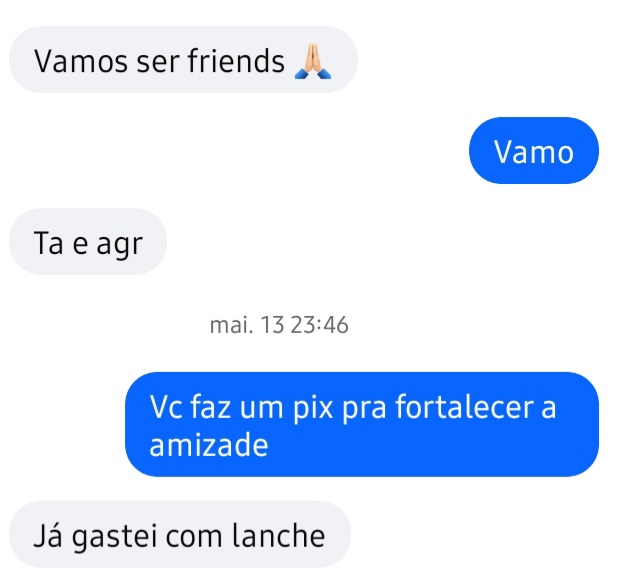 Vamos ser friends 🙏🏼
Vamo
Ta e agr
mai. 13 23:46
Vc faz um pix pra fortalecer a
amizade
Já gastei com lanche